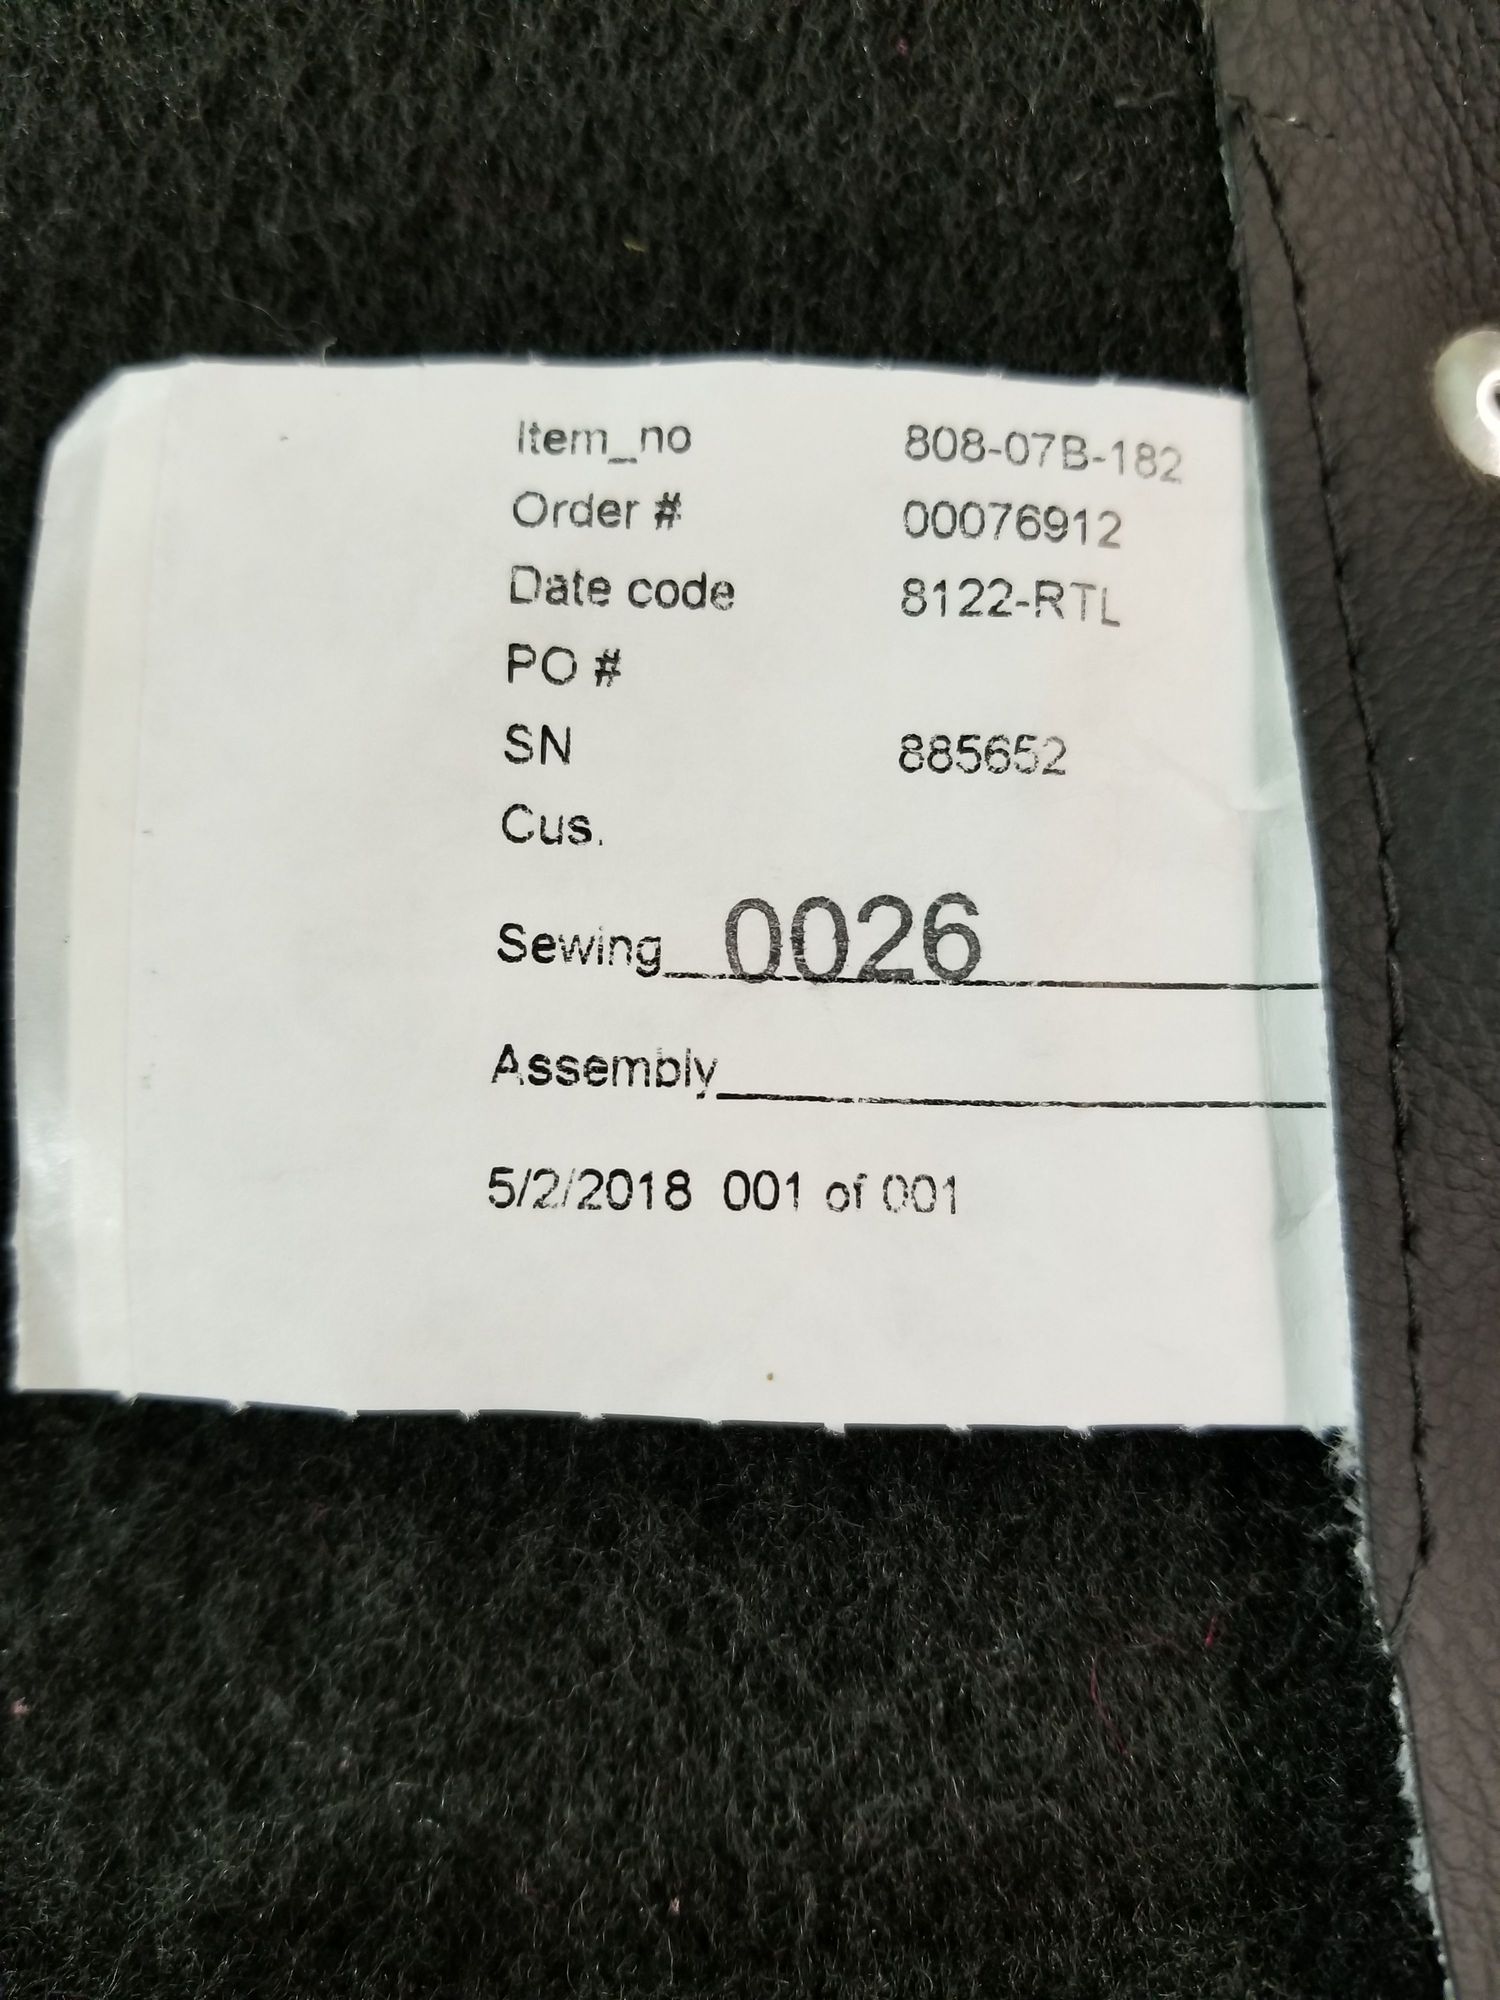 Item_no 808-07B-182
Order # 00076912
Date code 8122-RTL
PO #
SN 885652
Cus.
Sewing 0026
Assembly
5/2/2018 001 of 001